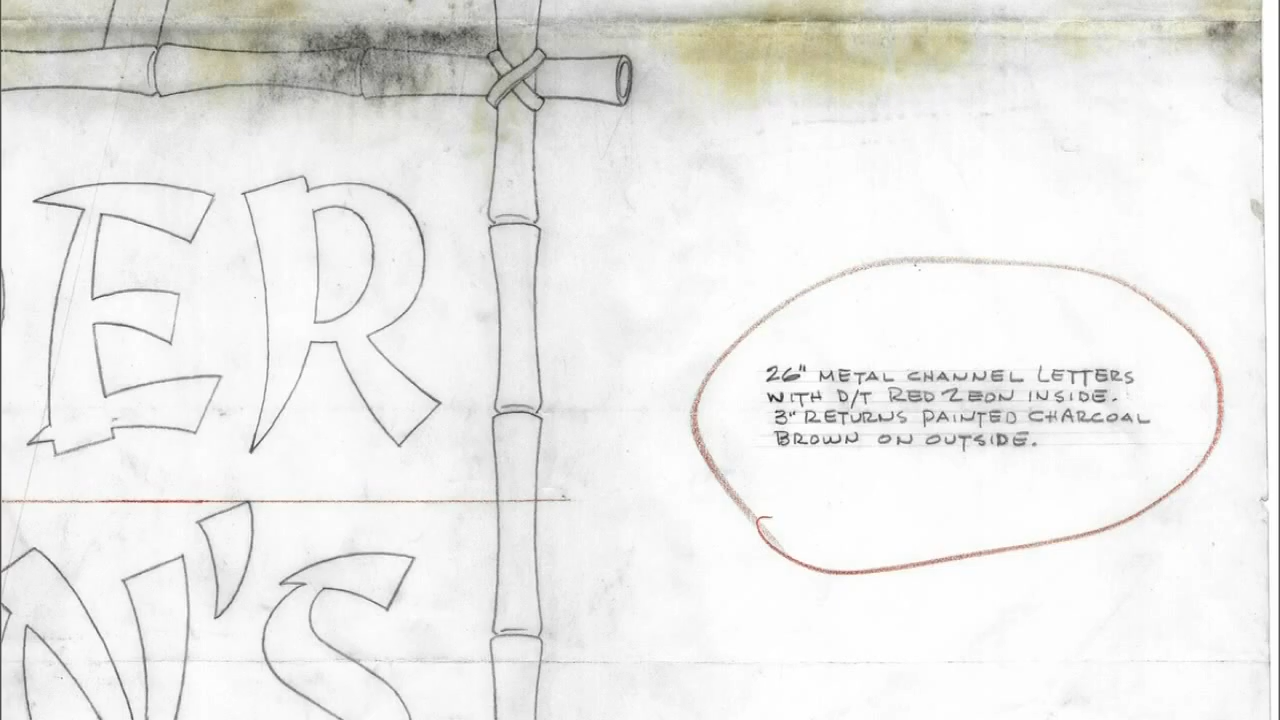 ER
N'S
26" METAL CHANNEL LETTERS
WITH D/T RED ZEON INSIDE.
3" RETURNS PAINTED CHARCOAL
BROWN ON OUTSIDE.